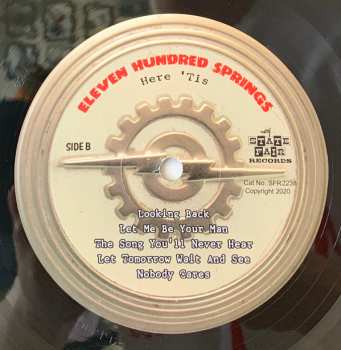 ELEVEN HUNDRED SPRINGS
Here 'Tis
SIDE B
STATE
FAIR
RECORDS
Cat No. SFR2238
Copyright 2020
Looking Back
Let Me Be Your Man
The Song You'll Never Hear
Let Tomorrow Wait And See
Nobody Cares